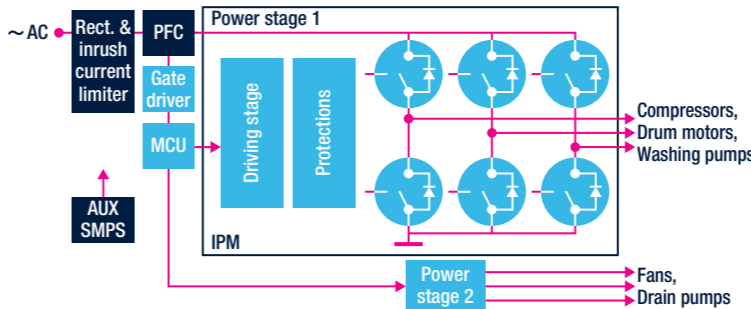 ~ AC
Rect. &
inrush
current
limiter
PFC
Gate
driver
MCU
AUX
SMPS
Power stage 1
Driving stage
Protections
IPM
Compressors,
Drum motors,
Washing pumps
Power
stage 2
Fans,
Drain pumps